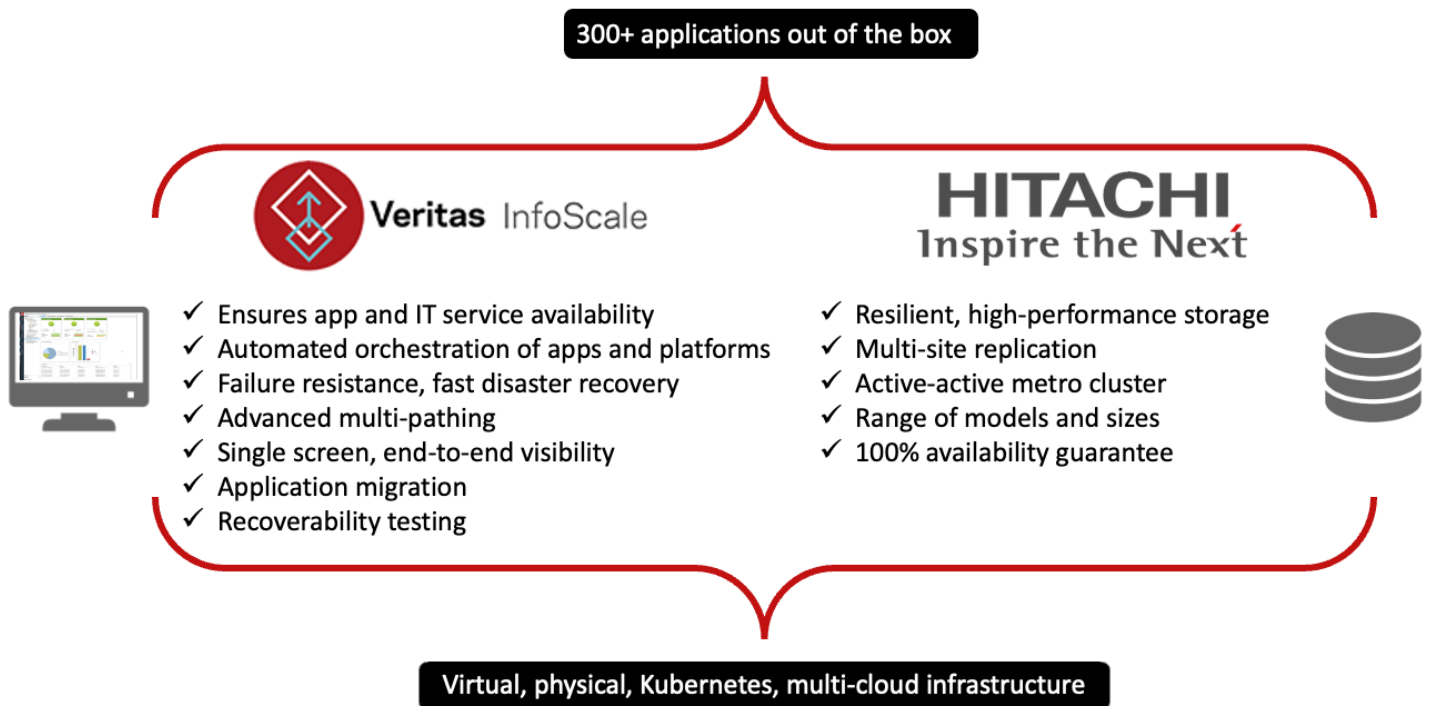 300+ applications out of the box
Veritas InfoScale
HITACHI
Inspire the Next
✓ Ensures app and IT service availability
✓ Automated orchestration of apps and platforms
✓ Failure resistance, fast disaster recovery
✓ Advanced multi-pathing
✓ Single screen, end-to-end visibility
✓ Application migration
✓ Recoverability testing
✓ Resilient, high-performance storage
✓ Multi-site replication
✓ Active-active metro cluster
✓ Range of models and sizes
✓ 100% availability guarantee
Virtual, physical, Kubernetes, multi-cloud infrastructure